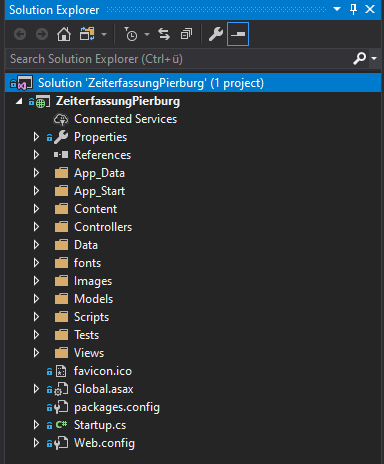 Solution Explorer
Search Solution Explorer (Ctrl+ü)
Solution 'ZeiterfassungPierburg' (1 project)
ZeiterfassungPierburg
Connected Services
Properties
References
App_Data
App_Start
Content
Controllers
Data
fonts
Images
Models
Scripts
Tests
Views
favicon.ico
Global.asax
packages.config
C# Startup.cs
Web.config